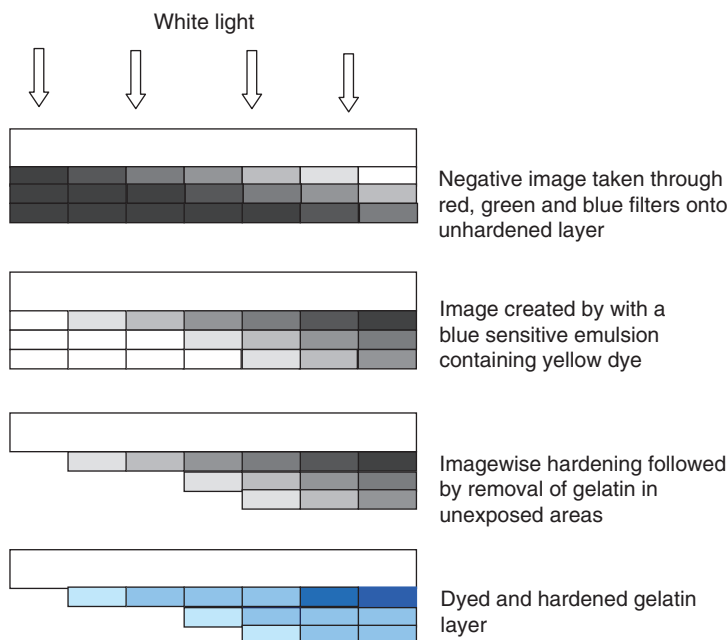 White light
Negative image taken through
red, green and blue filters onto
unhardened layer
Image created by with a
blue sensitive emulsion
containing yellow dye
Imagewise hardening followed
by removal of gelatin in
unexposed areas
Dyed and hardened gelatin
layer